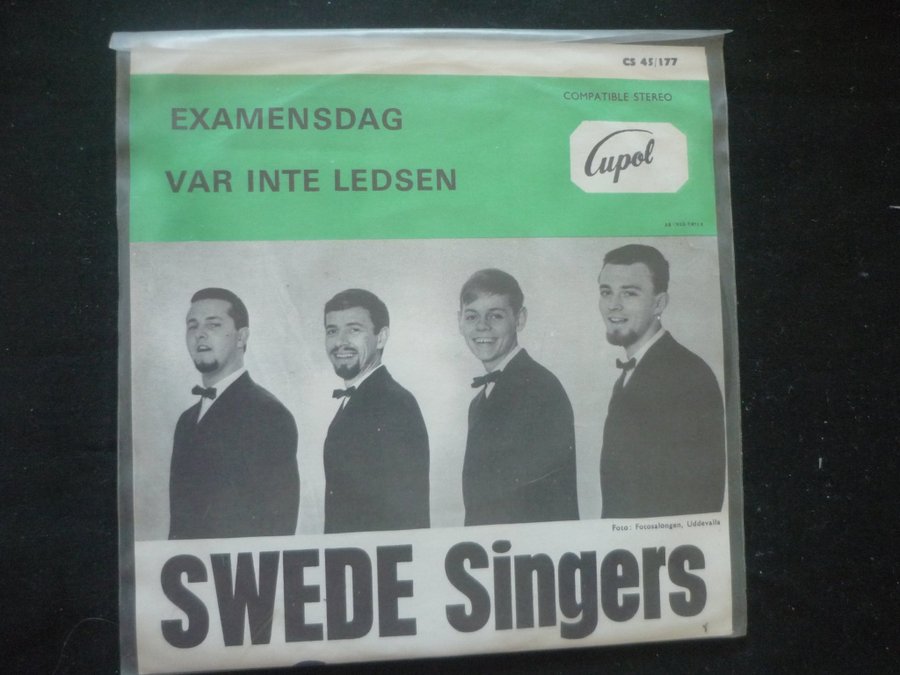 CS 45/177
COMPATIBLE STEREO
EXAMENSDAG
Cupol
VAR INTE LEDSEN
Foto: Fotosalongen, Uddevalla
SWEDE Singers